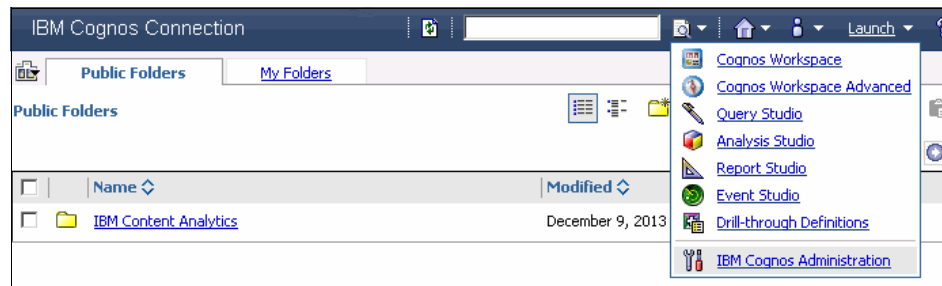 IBM Cognos Connection
Launch
Public Folders
My Folders
Public Folders
Name
Modified
IBM Content Analytics
December 9, 2013
Cognos Workspace
Cognos Workspace Advanced
Query Studio
Analysis Studio
Report Studio
Event Studio
Drill-through Definitions
IBM Cognos Administration